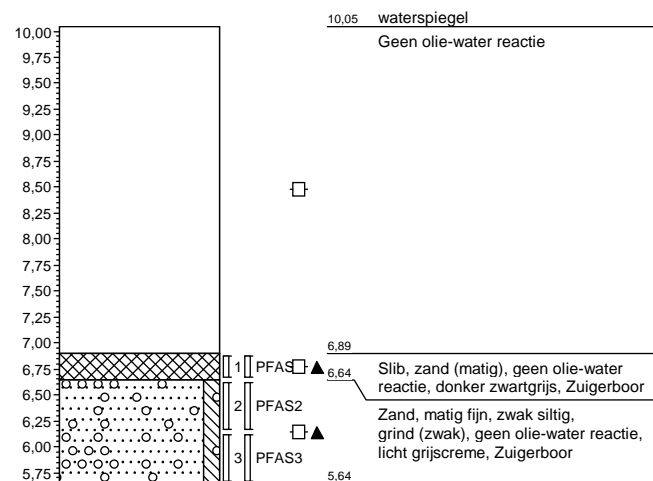 10,05 waterspiegel
Geen olie-water reactie
10,00
9,75
9,50
9,25
9,00
8,75
8,50
8,25
8,00
7,75
7,50
7,25
7,00
6,75
6,50
6,25
6,00
5,75
1 PFAS
2 PFAS2
3 PFAS3
6,89
Slib, zand (matig), geen olie-water
reactie, donker zwartgrijs, Zuigerboor
6,64
Zand, matig fijn, zwak siltig,
grind (zwak), geen olie-water reactie,
licht grijscreme, Zuigerboor
5,64